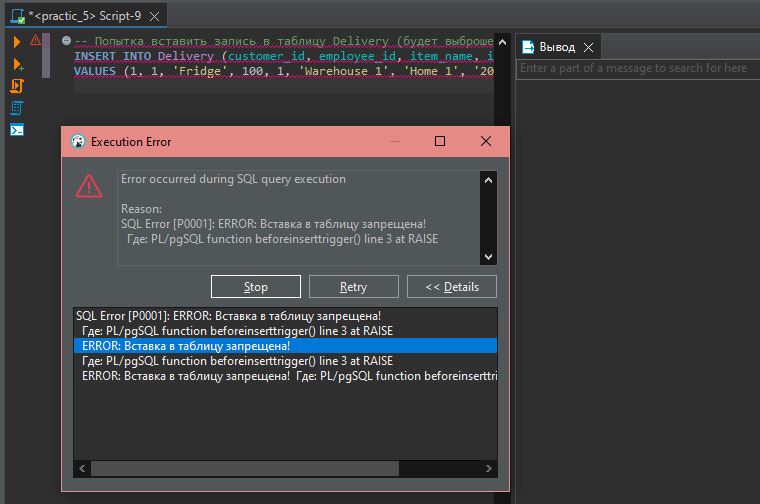 *<practic_5> Script-9
-- Попытка вставить запись в таблицу Delivery (будет выброше
INSERT INTO Delivery (customer_id, employee_id, item_name,
VALUES (1, 1, 'Fridge', 100, 1, 'Warehouse 1', 'Home 1', '20
Вывод
Enter a part of a message to search for here
Execution Error
Error occurred during SQL query execution
Reason:
SQL Error [P0001]: ERROR: Вставка в таблицу запрещена!
Где: PL/pgSQL function beforeinserttrigger() line 3 at RAISE
Stop
Retry
<< Details
SQL Error [P0001]: ERROR: Вставка в таблицу запрещена!
Где: PL/pgSQL function beforeinserttrigger() line 3 at RAISE
ERROR: Вставка в таблицу запрещена!
Где: PL/pgSQL function beforeinserttrigger() line 3 at RAISE
ERROR: Вставка в таблицу запрещена! Где: PL/pgSQL function beforeinserttri